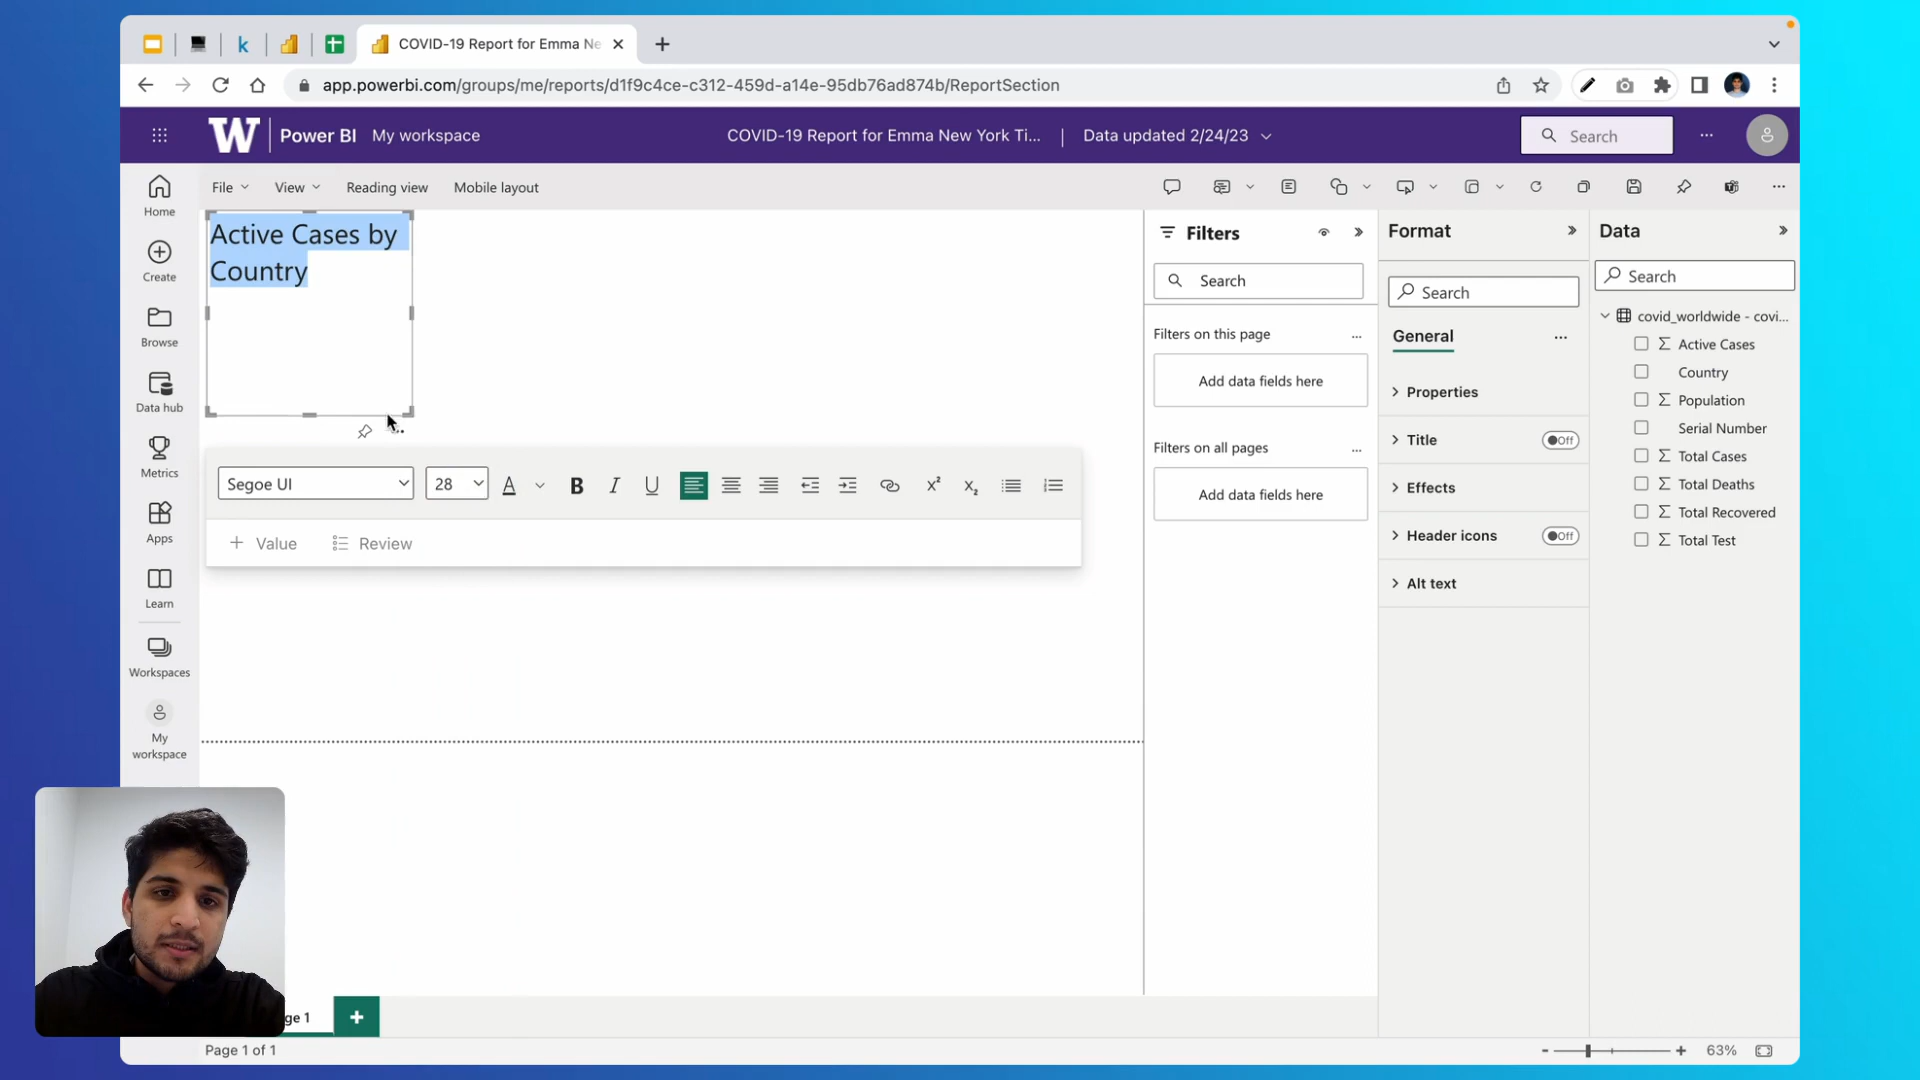 COVID-19 Report for Emma Ne
app.powerbi.com/groups/me/reports/d1f9c4ce-c312-459d-a14e-95db76ad874b/ReportSection
W Power BI My workspace
COVID-19 Report for Emma New York Ti... | Data updated 2/24/23
Search
File View Reading view Mobile layout
Home
Create
Browse
Data hub
Metrics
Apps
Learn
Workspaces
My
workspace
Active Cases by
Country
Segoe UI 28 A B I U x² x₂
+ Value Review
Filters
Search
Filters on this page ...
Add data fields here
Filters on all pages ...
Add data fields here
Format
Search
General ...
Properties
Title Off
Effects
Header icons Off
Alt text
Data
Search
covid_worldwide - covi...
Σ Active Cases
Country
Σ Population
Serial Number
Σ Total Cases
Σ Total Deaths
Σ Total Recovered
Σ Total Test
ge 1 +
Page 1 of 1
- + 63%